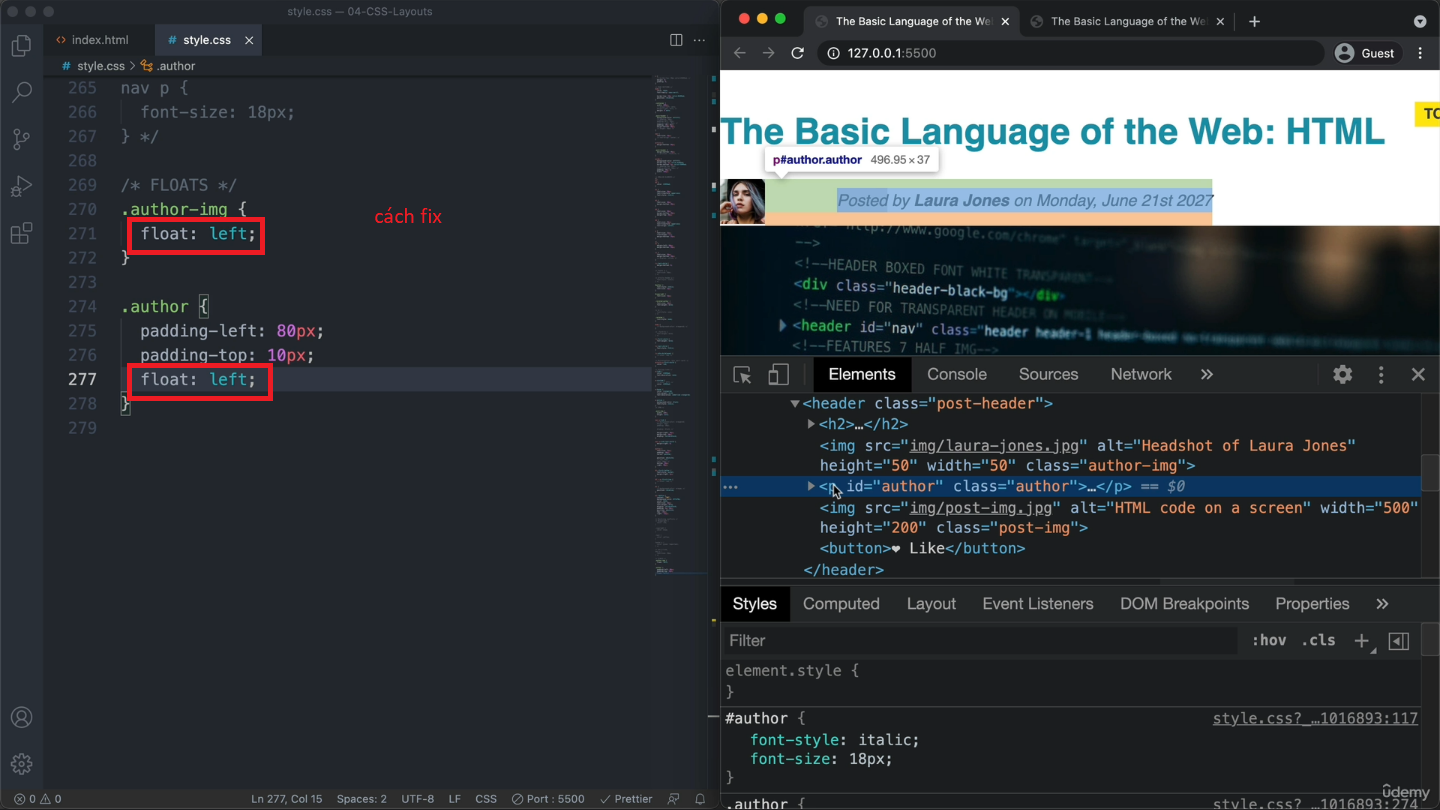 style.css — 04-CSS-Layouts
index.html
style.css
style.css > .author
265 nav p {
266 font-size: 18px;
267 } */
268
269 /* FLOATS */
270 .author-img {
271 float: left;
272 }
273
274 .author {
275 padding-left: 80px;
276 padding-top: 10px;
277 float: left;
278 }
279
cách fix
0 0
Ln 277, Col 15 Spaces: 2 UTF-8 LF CSS Port : 5500 Prettier
The Basic Language of the We
The Basic Language of the We
127.0.0.1:5500
Guest
TO
The Basic Language of the Web: HTML
p#author.author 496.95 × 37
Posted by Laura Jones on Monday, June 21st 2027
-->
<!--HEADER BOXED FONT WHITE TRANSPARENT-->
<div class="header-black-bg"></div>
<!--NEED FOR TRANSPARENT HEADER ON MOBILE-->
<header id="nav" class="header header-1 header-
<!--FEATURES 7 HALF IMG-->
Elements Console Sources Network »
<header class="post-header">
<h2>…</h2>
<img src="img/laura-jones.jpg" alt="Headshot of Laura Jones"
height="50" width="50" class="author-img">
<p id="author" class="author">…</p> == $0
<img src="img/post-img.jpg" alt="HTML code on a screen" width="500"
height="200" class="post-img">
<button>❤ Like</button>
</header>
Styles Computed Layout Event Listeners DOM Breakpoints Properties »
Filter
:hov .cls +
element.style {
}
#author {
style.css?_…1016893:117
font-style: italic;
font-size: 18px;
}
.author {
style.css?_…1016893:274
ûdemy